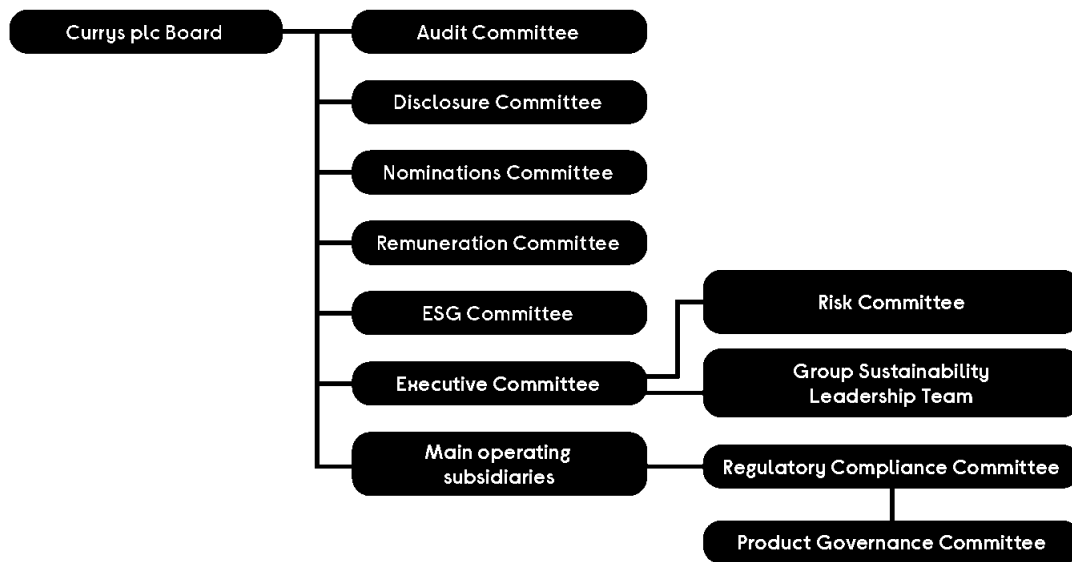 Currys plc Board
Audit Committee
Disclosure Committee
Nominations Committee
Remuneration Committee
ESG Committee
Risk Committee
Executive Committee
Group Sustainability
Leadership Team
Main operating
subsidiaries
Regulatory Compliance Committee
Product Governance Committee